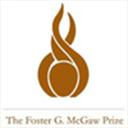 The Foster G. McGaw Prize